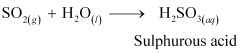 SO₂₍g₎ + H₂O₍l₎ ⟶ H₂SO₃₍aq₎
Sulphurous acid